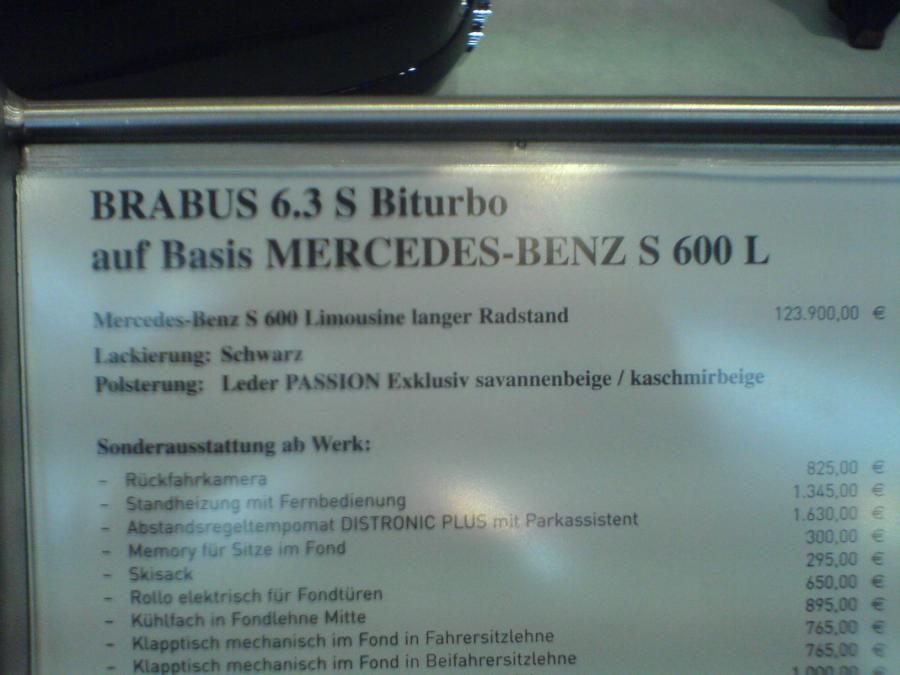 BRABUS 6.3 S Biturbo
auf Basis MERCEDES-BENZ S 600 L
Mercedes-Benz S 600 Limousine langer Radstand 123.900,00 €
Lackierung: Schwarz
Polsterung: Leder PASSION Exklusiv savannenbeige / kaschmirbeige
Sonderausstattung ab Werk:
- Rückfahrkamera 825,00 €
- Standheizung mit Fernbedienung 1.345,00 €
- Abstandsregeltempomat DISTRONIC PLUS mit Parkassistent 1.630,00 €
- Memory für Sitze im Fond 300,00 €
- Skisack 295,00 €
- Rollo elektrisch für Fondtüren 650,00 €
- Kühlfach in Fondlehne Mitte 895,00 €
- Klapptisch mechanisch im Fond in Fahrersitzlehne 765,00 €
- Klapptisch mechanisch im Fond in Beifahrersitzlehne 765,00 €